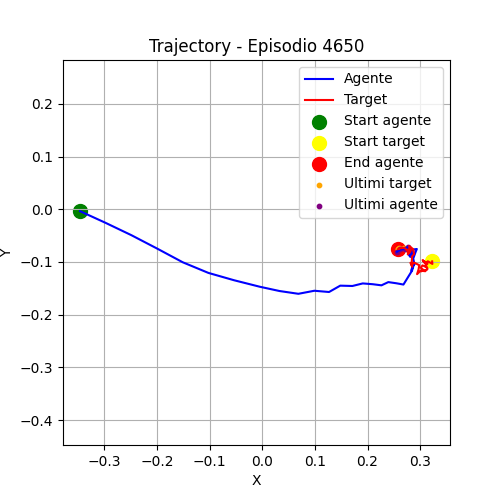 Trajectory - Episodio 4650
Agente
Target
Start agente
Start target
End agente
Ultimi target
Ultimi agente
0.2
0.1
0.0
−0.1
−0.2
−0.3
−0.4
Y
−0.3
−0.2
−0.1
0.0
0.1
0.2
0.3
X